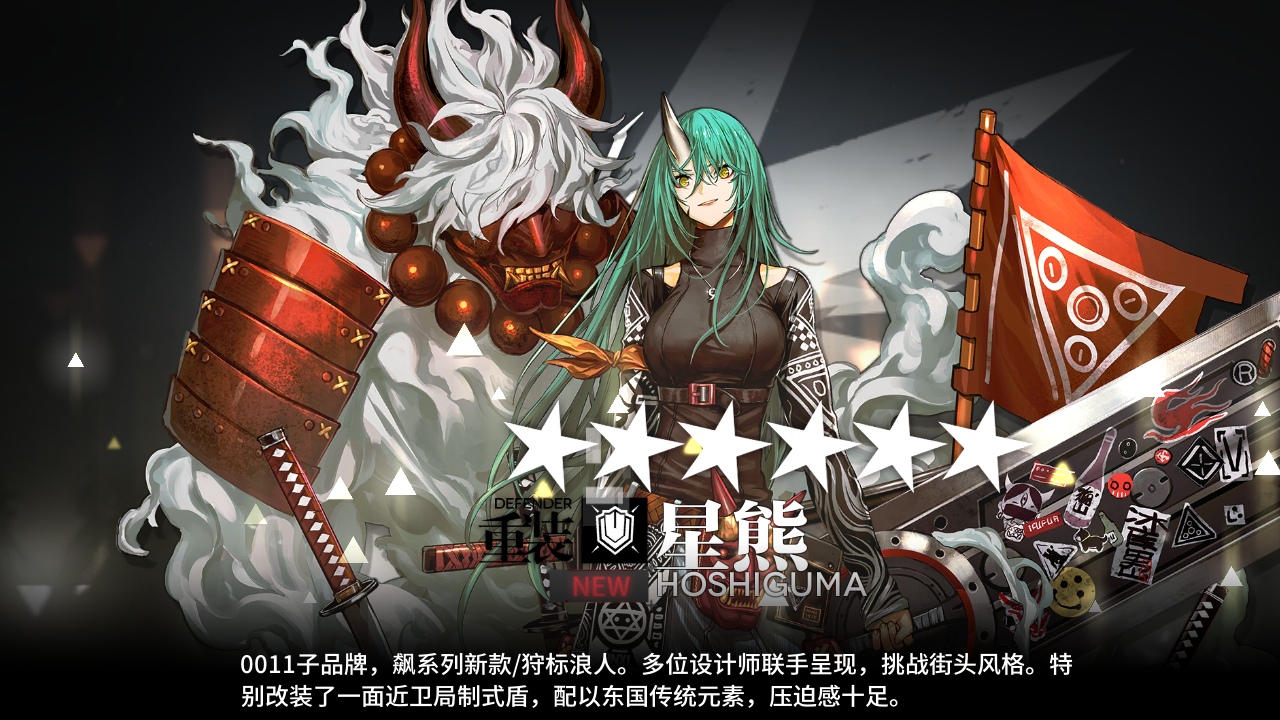 DEFENDER
重装
星熊
NEW
HOSHIGUMA
0011子品牌，飙系列新款/狩标浪人。多位设计师联手呈现，挑战街头风格。特
别改装了一面近卫局制式盾，配以东国传统元素，压迫感十足。
®